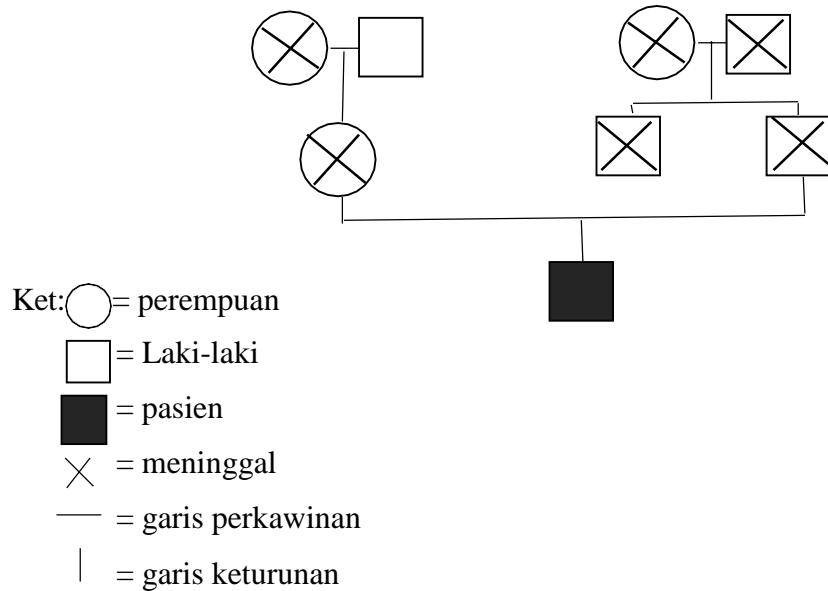 Ket: = perempuan
= Laki-laki
= pasien
= meninggal
= garis perkawinan
= garis keturunan